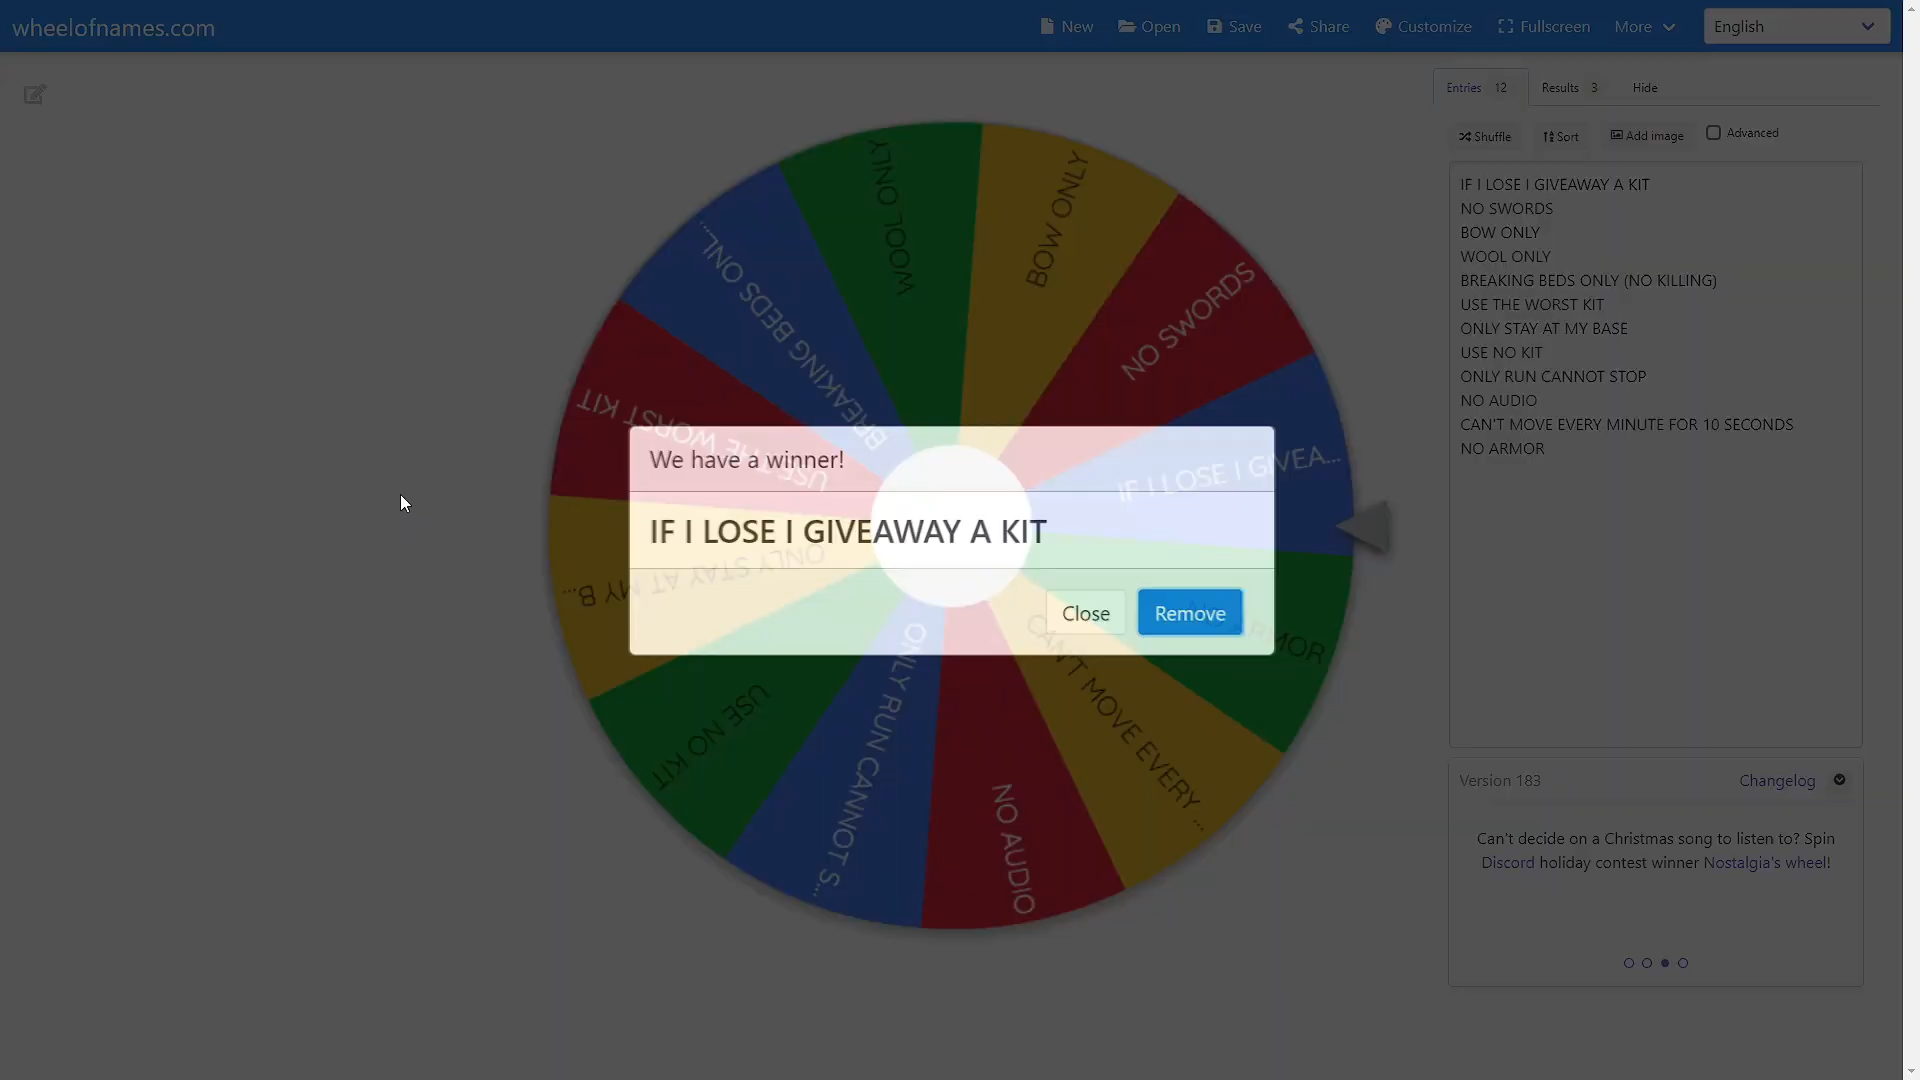 wheelofnames.com
New
Open
Save
Share
Customize
Fullscreen
More
English
Entries 12
Results 3
Hide
Shuffle
Sort
Add image
Advanced
IF I LOSE I GIVEAWAY A KIT
NO SWORDS
BOW ONLY
WOOL ONLY
BREAKING BEDS ONLY (NO KILLING)
USE THE WORST KIT
ONLY STAY AT MY BASE
USE NO KIT
ONLY RUN CANNOT STOP
NO AUDIO
CAN'T MOVE EVERY MINUTE FOR 10 SECONDS
NO ARMOR
WOOL ONLY
BOW ONLY
NO SWORDS
IF I LOSE I GIVEA...
NO ARMOR
CAN'T MOVE EVERY ...
NO AUDIO
ONLY RUN CANNOT S...
USE NO KIT
ONLY STAY AT MY B...
USE THE WORST KIT
BREAKING BEDS ONL...
We have a winner!
IF I LOSE I GIVEAWAY A KIT
Close
Remove
Version 183
Changelog
Can't decide on a Christmas song to listen to? Spin
Discord holiday contest winner Nostalgia's wheel!